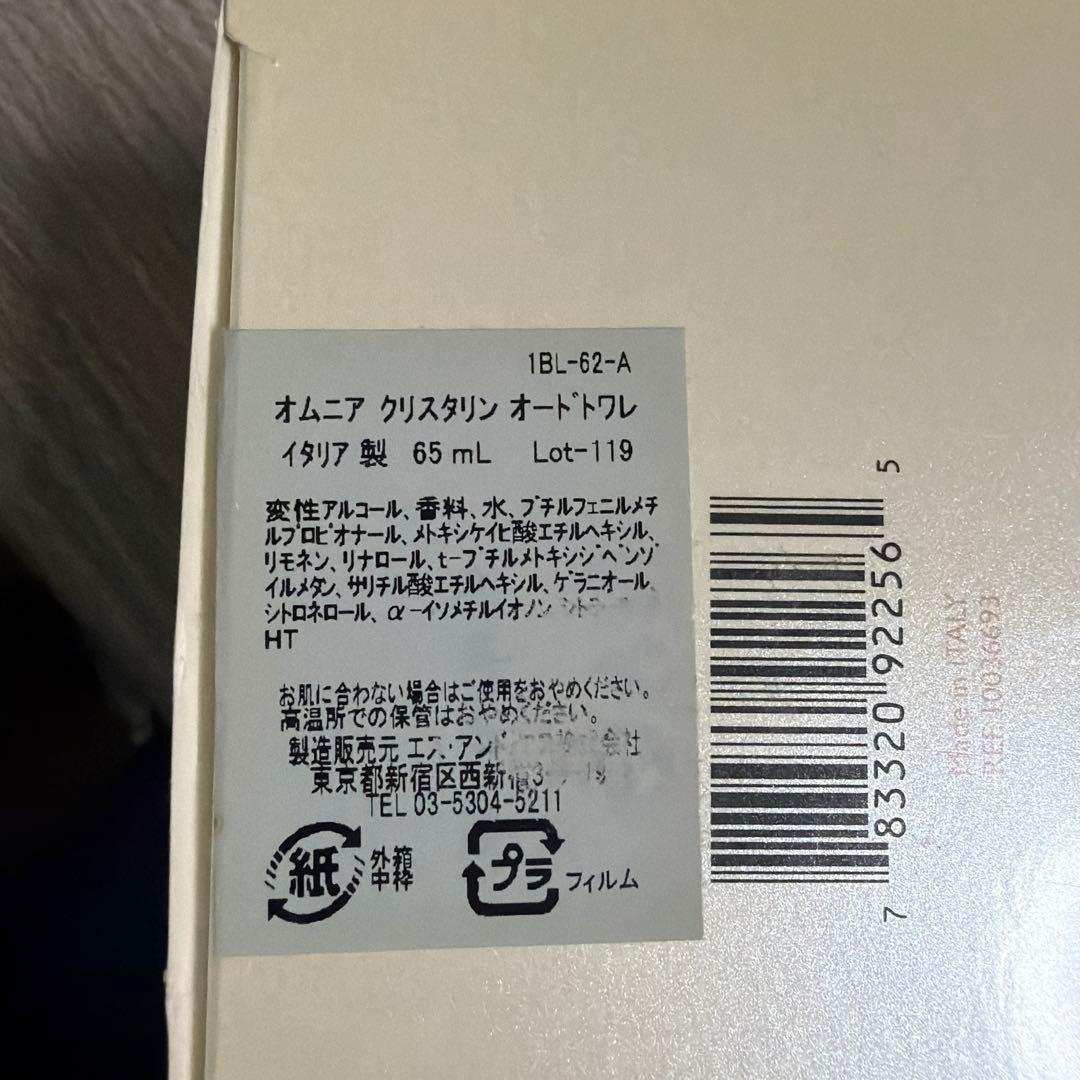 1BL-62-A
オムニア クリスタリン オードトワレ
イタリア 製 65 mL Lot-119
変性アルコール、香料、水、ブチルフェニルメチ
ルプロピオナール、メトキシケイヒ酸エチルヘキシル、
リモネン、リナロール、t-ブチルメトキシジベンゾ
イルメタン、サリチル酸エチルヘキシル、ゲラニオール、
シトロネロール、α-イソメチルイオノン
HT
お肌に合わない場合はご使用をおやめください。
高温所での保管はおやめください。
製造販売元 エス・アンド 株式会社
東京都新宿区西新宿
TEL 03-5304-5211
紙 外箱
中枠
プラ フィルム
7 83320 92256 5
Made in ITALY
REF. 10036693